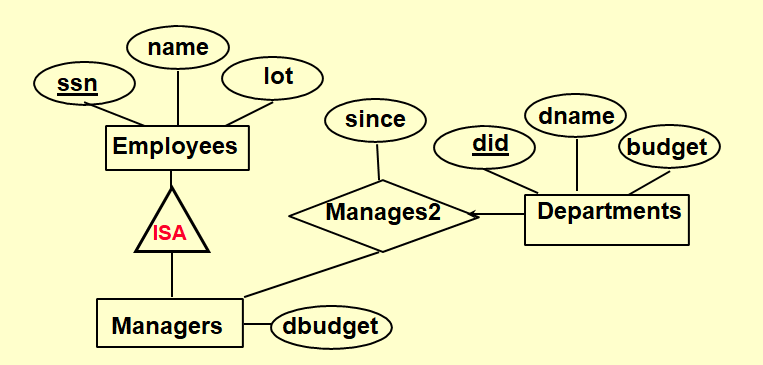 name
ssn
lot
Employees
since
dname
did
budget
Manages2
Departments
ISA
Managers
dbudget